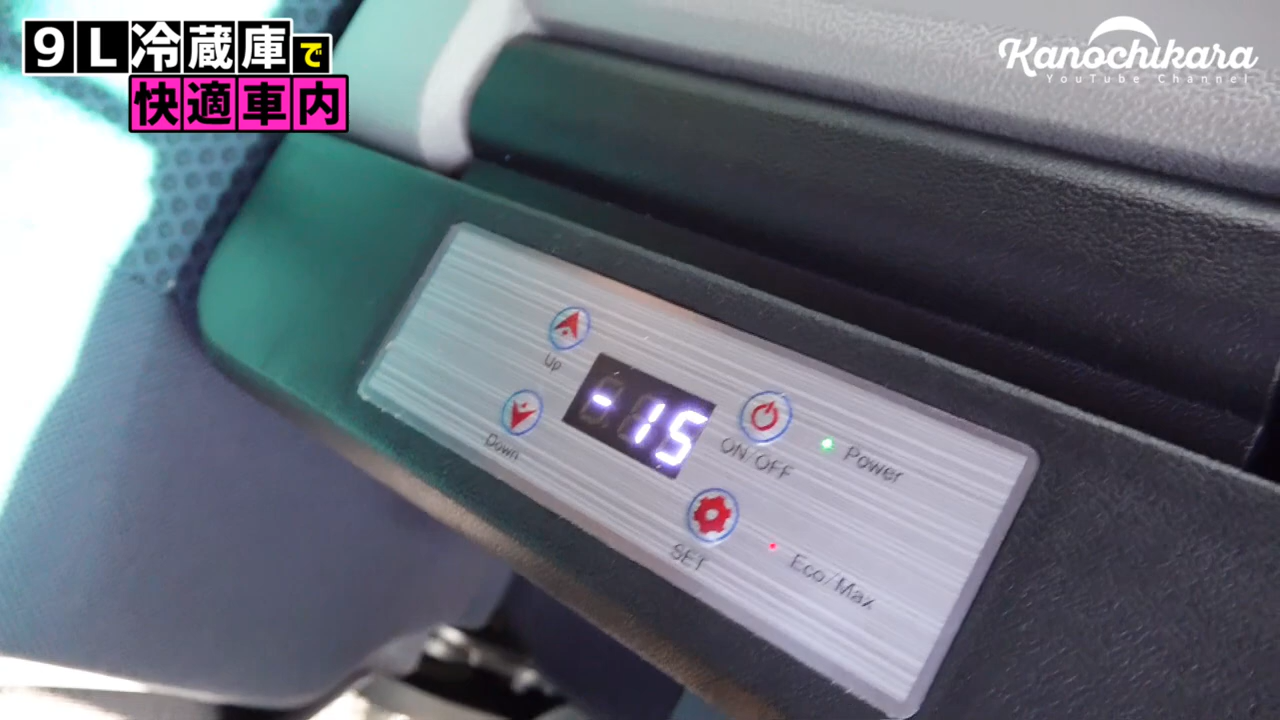 9L冷蔵庫で
快適車内
Kanochikara
YouTube Channel
Up
Down
-15
ON OFF
Power
SET
Eco/Max